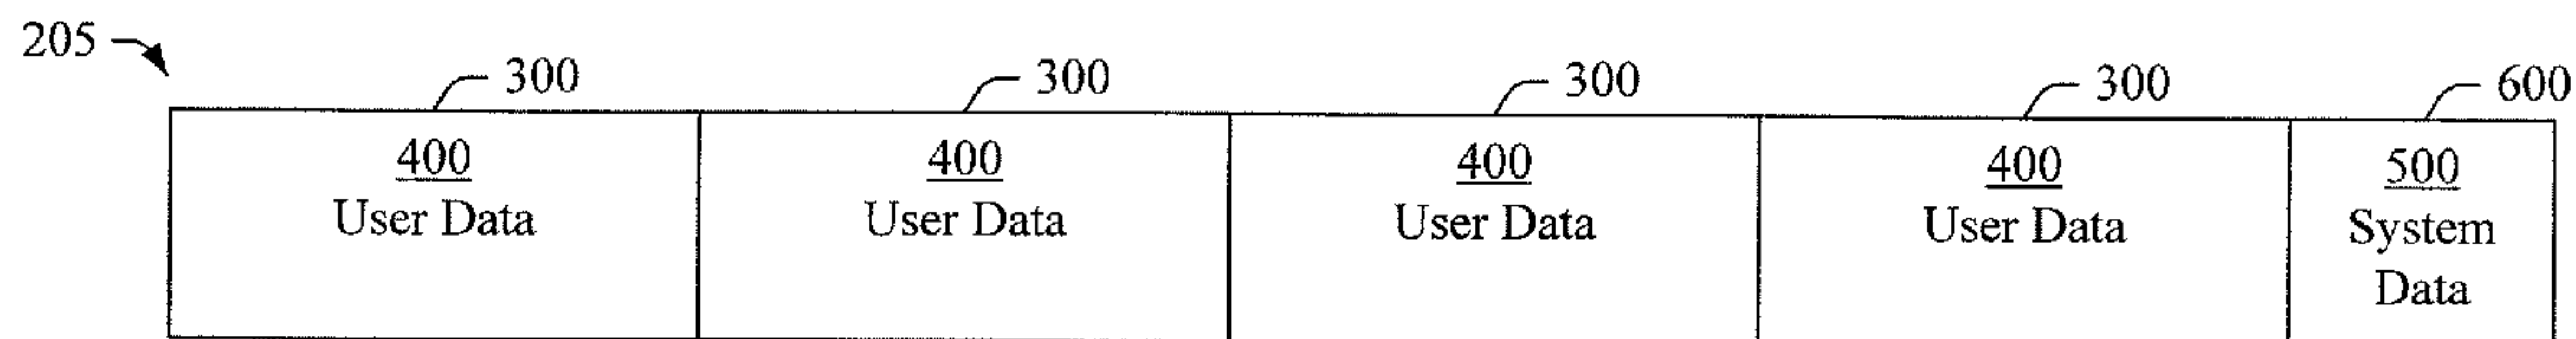 205
300 300 300 300 600
400 400 400 400 500
User Data User Data User Data User Data System
Data